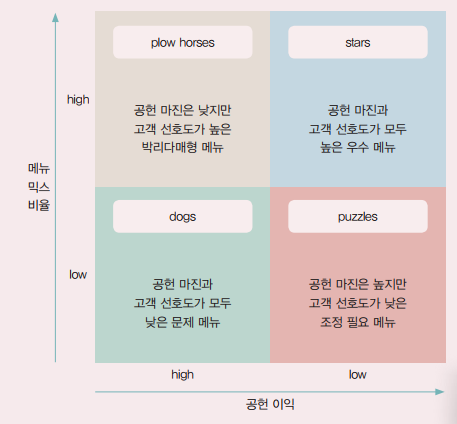 plow horses
stars
high
공헌 마진은 낮지만
고객 선호도가 높은
박리다매형 메뉴
공헌 마진과
고객 선호도가 모두
높은 우수 메뉴
메뉴
믹스
비율
dogs
puzzles
low
공헌 마진과
고객 선호도가 모두
낮은 문제 메뉴
공헌 마진은 높지만
고객 선호도가 낮은
조정 필요 메뉴
high
low
공헌 이익